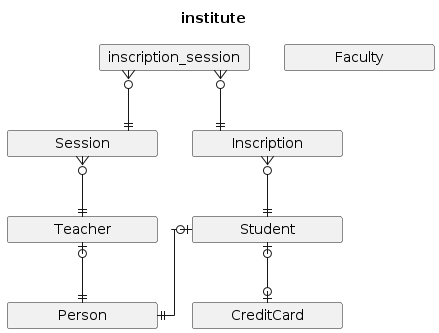 institute
inscription_session
Faculty
Session
Inscription
Teacher
Student
Person
CreditCard